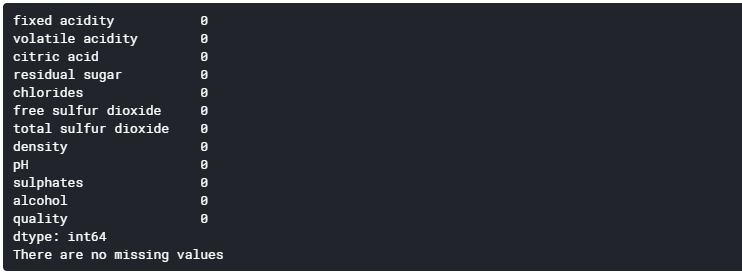 fixed acidity 0
volatile acidity 0
citric acid 0
residual sugar 0
chlorides 0
free sulfur dioxide 0
total sulfur dioxide 0
density 0
pH 0
sulphates 0
alcohol 0
quality 0
dtype: int64
There are no missing values